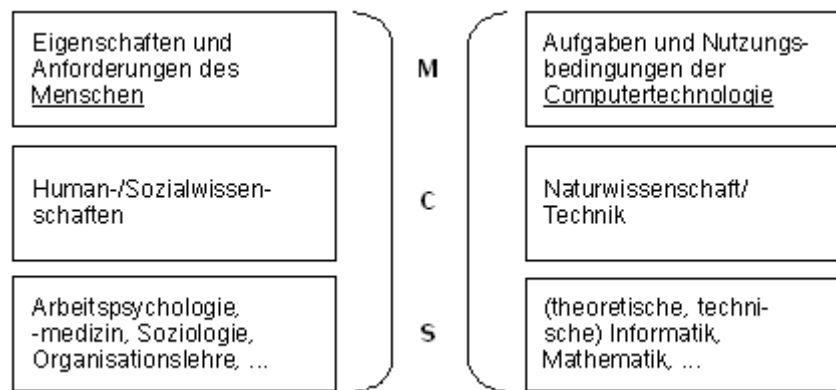 Eigenschaften und
Anforderungen des
Menschen
M
Aufgaben und Nutzungs-
bedingungen der
Computertechnologie
Human-/Sozialwissen-
schaften
C
Naturwissenschaft/
Technik
Arbeitspsychologie,
-medizin, Soziologie,
Organisationslehre, ...
S
(theoretische, techni-
sche) Informatik,
Mathematik, ...